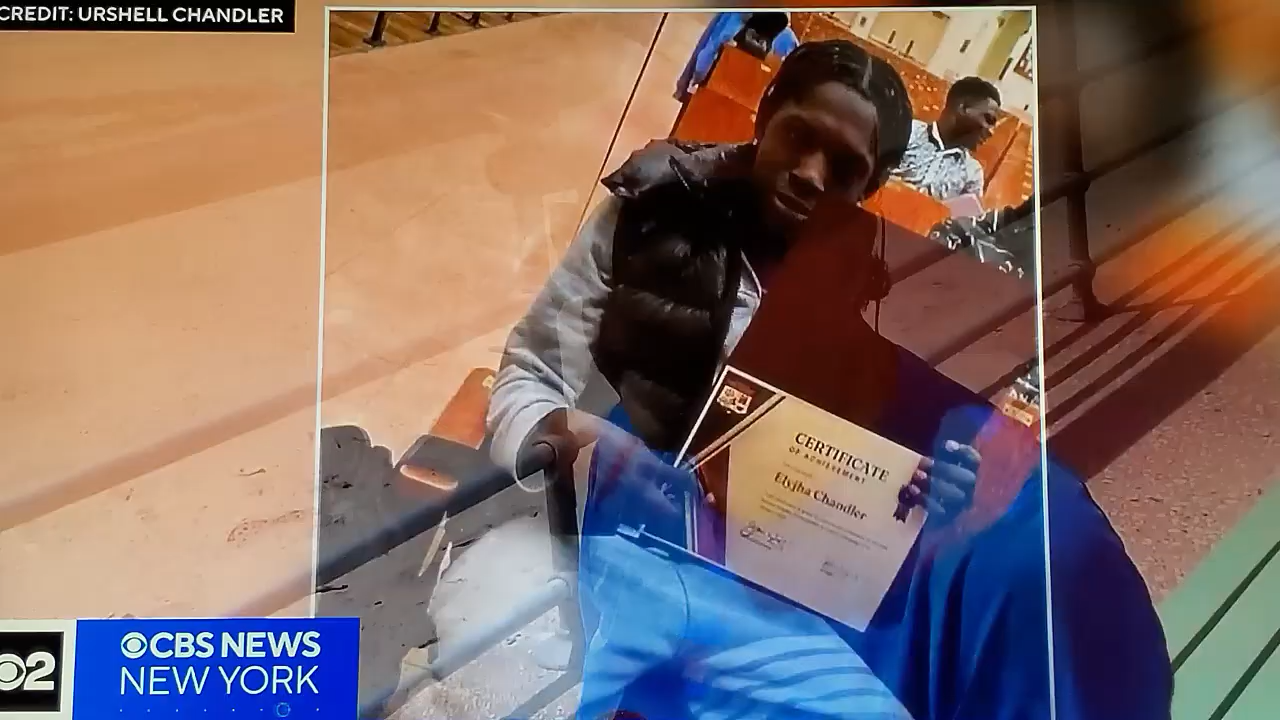 CREDIT: URSHELL CHANDLER
CERTIFICATE
OF ACHIEVEMENT
Elyjha Chandler
2
CBS NEWS
NEW YORK